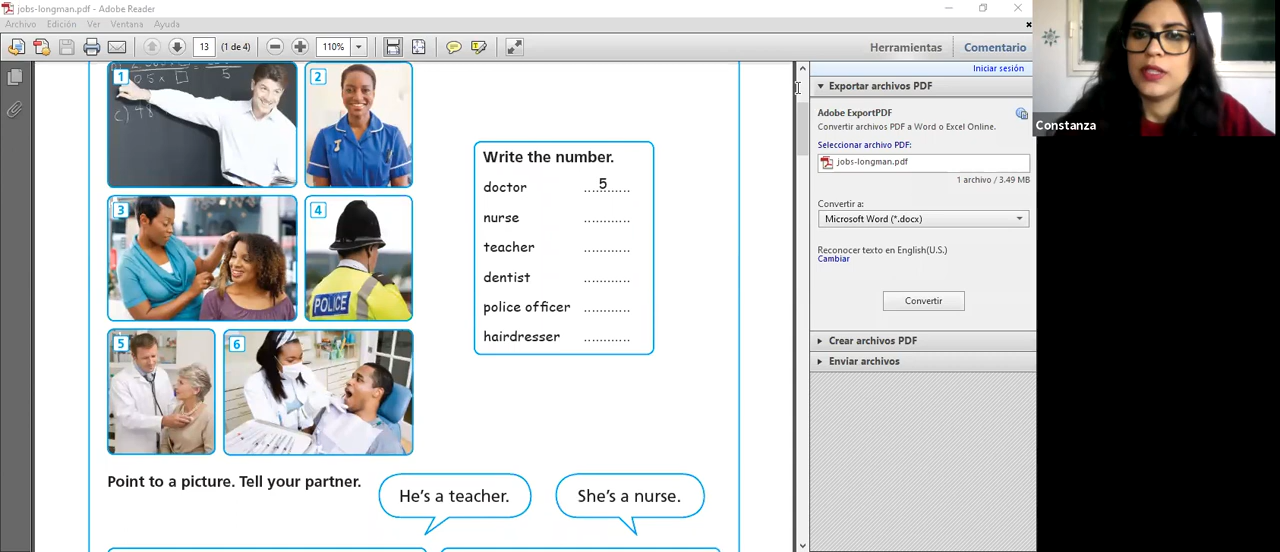 jobs-longman.pdf - Adobe Reader
Archivo Edición Ver Ventana Ayuda
13 (1 de 4) 110% Herramientas Comentario
Iniciar sesión
Exportar archivos PDF
Adobe ExportPDF
Convertir archivos PDF a Word o Excel Online.
Seleccionar archivo PDF:
jobs-longman.pdf
1 archivo / 3.49 MB
Convertir a:
Microsoft Word (*.docx)
Reconocer texto en English(U.S.)
Cambiar
Convertir
Crear archivos PDF
Enviar archivos
Constanza
1
5
c) 48
2
3
4
POLICE
5
6
Write the number.
doctor ....5.......
nurse ............
teacher ............
dentist ............
police officer ............
hairdresser ............
Point to a picture. Tell your partner.
He's a teacher.
She's a nurse.